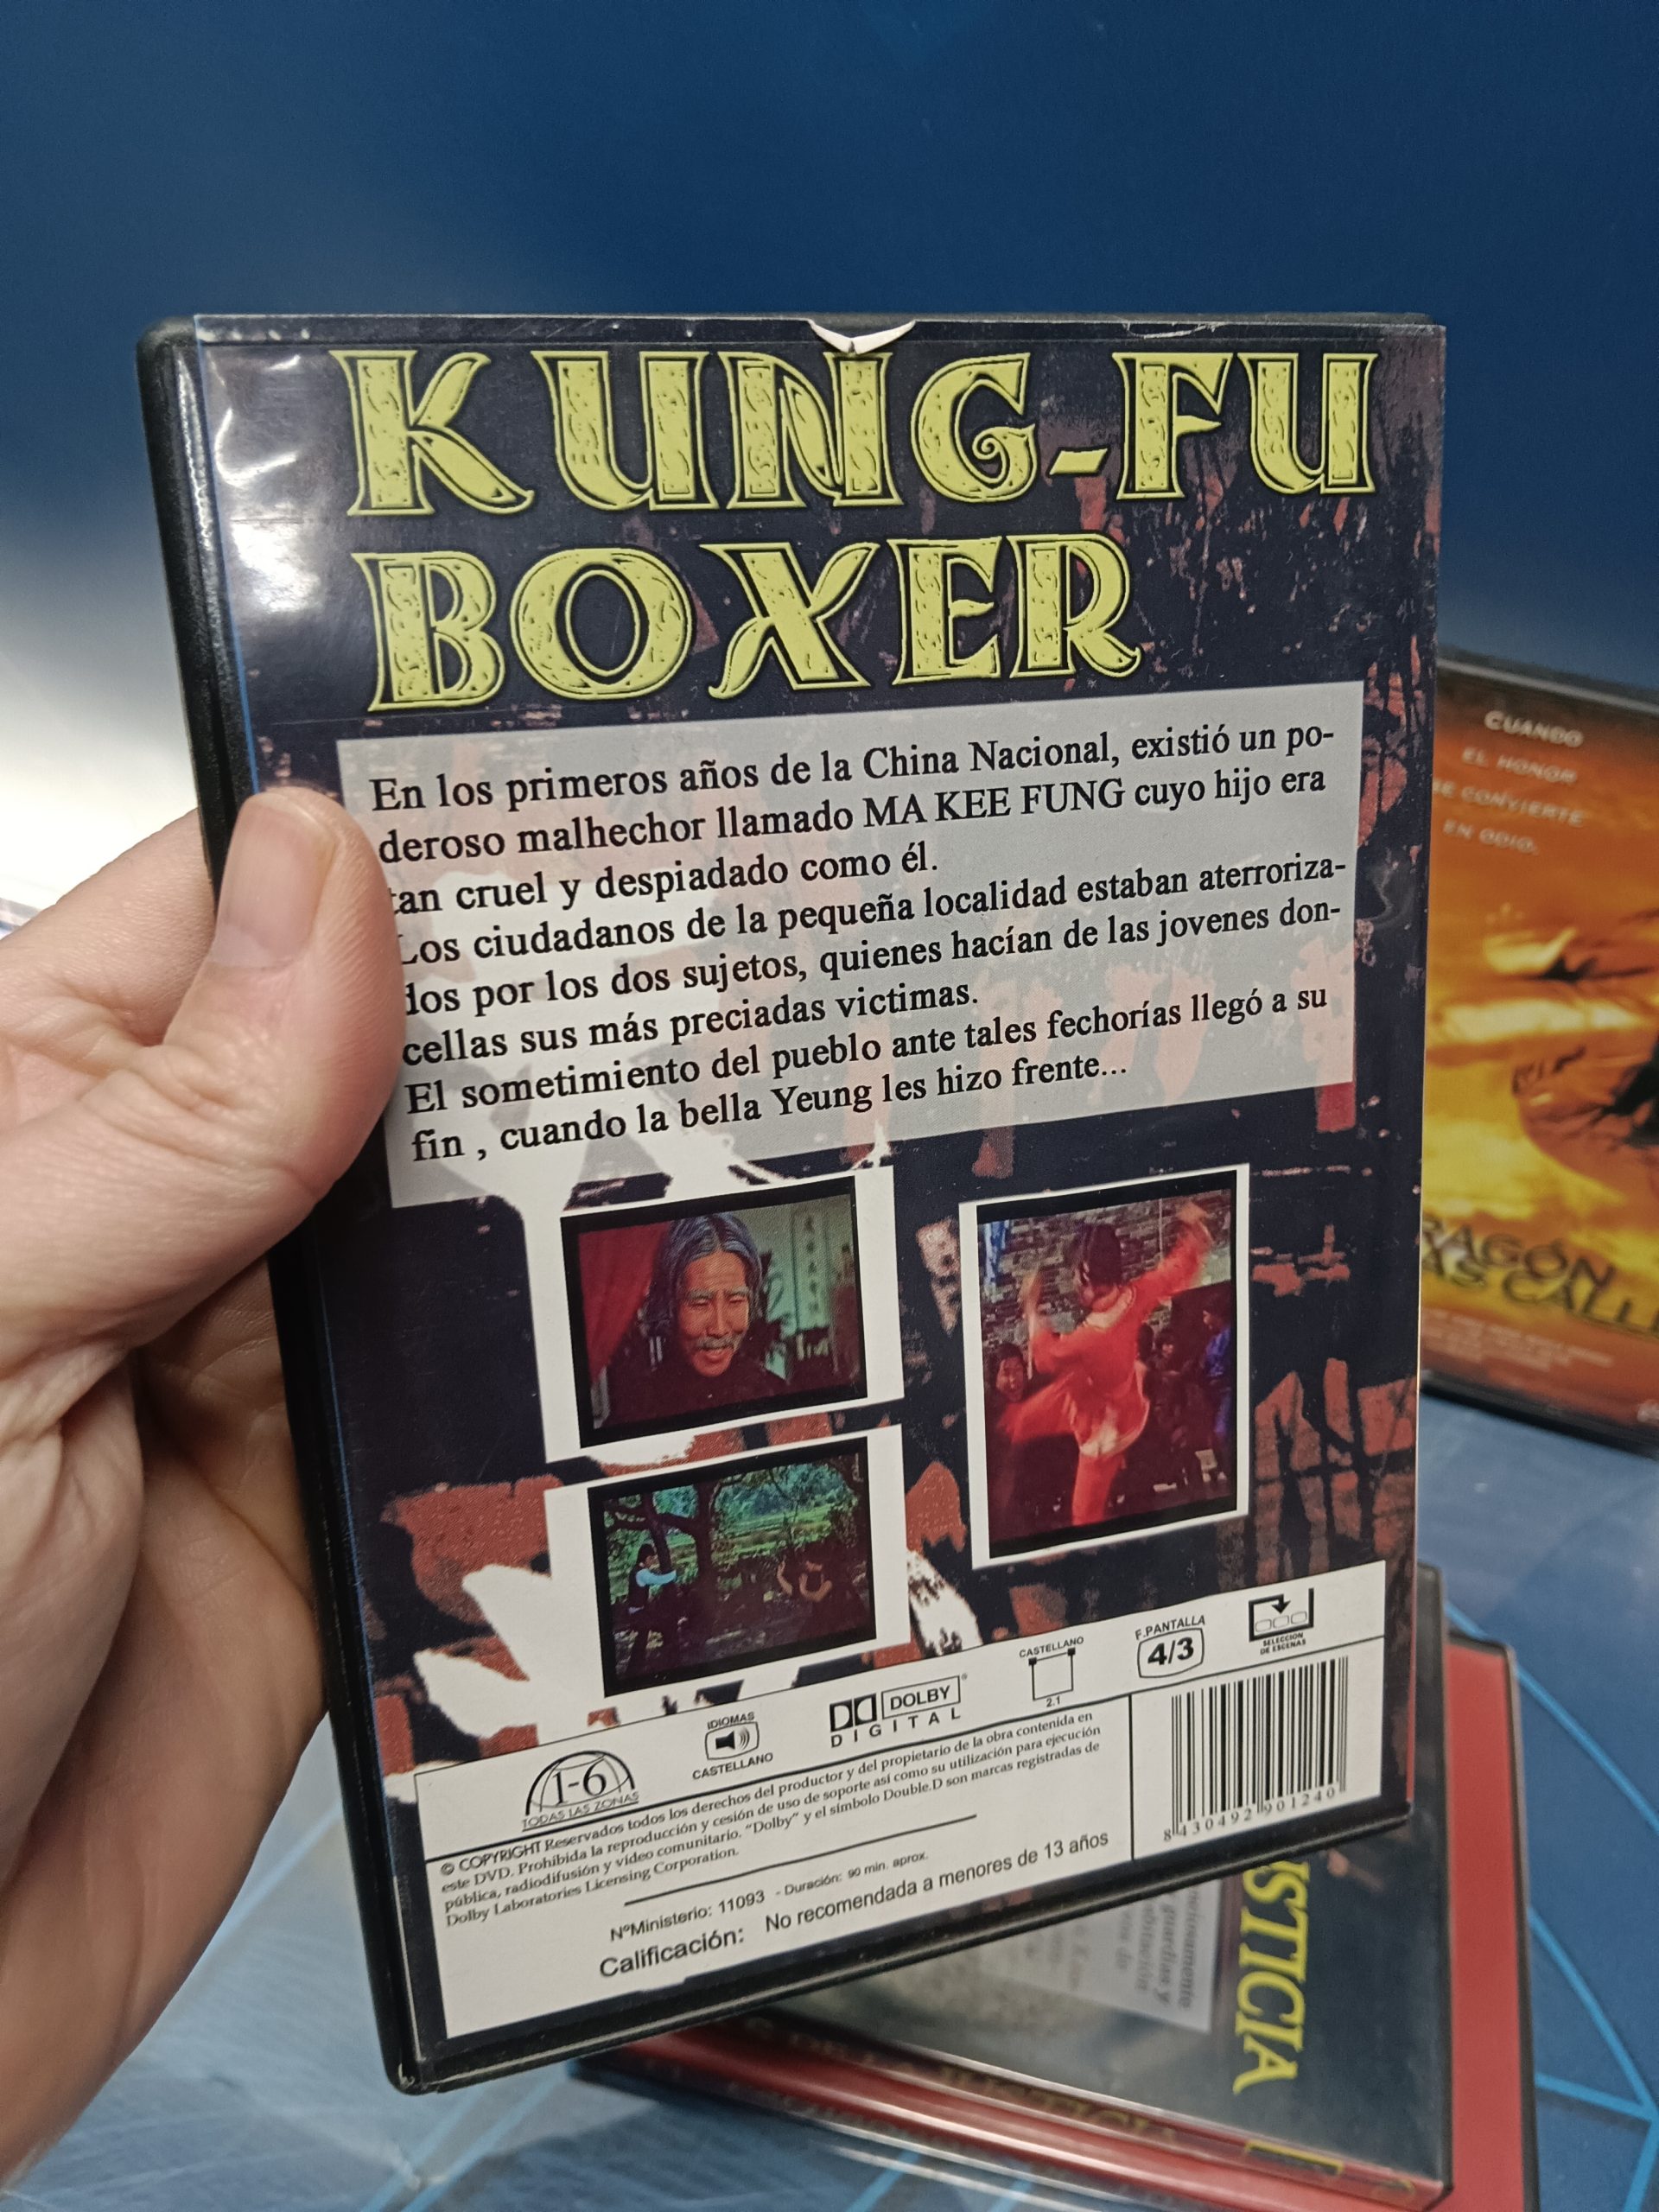 KUNG-FU
BOXER
En los primeros años de la China Nacional, existió un po-
deroso malhechor llamado MA KEE FUNG cuyo hijo era
tan cruel y despiadado como él.
Los ciudadanos de la pequeña localidad estaban aterroriza-
dos por los dos sujetos, quienes hacían de las jovenes don-
cellas sus más preciadas victimas.
El sometimiento del pueblo ante tales fechorías llegó a su
fin , cuando la bella Yeung les hizo frente...
1-6
TODAS LAS ZONAS
IDIOMAS
CASTELLANO
DOLBY
DIGITAL
CASTELLANO
2.1
F.PANTALLA
4/3
SELECCION
DE ESCENAS
© COPYRIGHT Reservados todos los derechos del productor y del propietario de la obra contenida en
este DVD. Prohibida la reproducción y cesión de uso de soporte así como su utilización para ejecución
pública, radiodifusión y vídeo comunitario. "Dolby" y el símbolo Double.D son marcas registradas de
Dolby Laboratories Licensing Corporation.
NºMinisterio: 11093 - Duración: 90 min. aprox.
Calificación: No recomendada a menores de 13 años
8 430492 901240
CUANDO
EL HONOR
SE CONVIERTE
EN ODIO.
RAGÓN
AS CALL
USTICIA